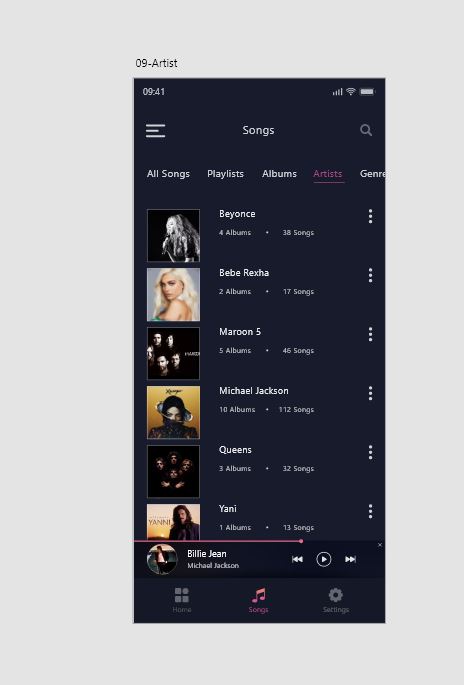 09-Artist
09:41
Songs
All Songs Playlists Albums Artists Genre
Beyonce
4 Albums • 38 Songs
Bebe Rexha
2 Albums • 17 Songs
Maroon 5
5 Albums • 46 Songs
Michael Jackson
10 Albums • 112 Songs
Queens
3 Albums • 32 Songs
YANNI
Yani
1 Albums • 13 Songs
Billie Jean
Michael Jackson
Home Songs Settings